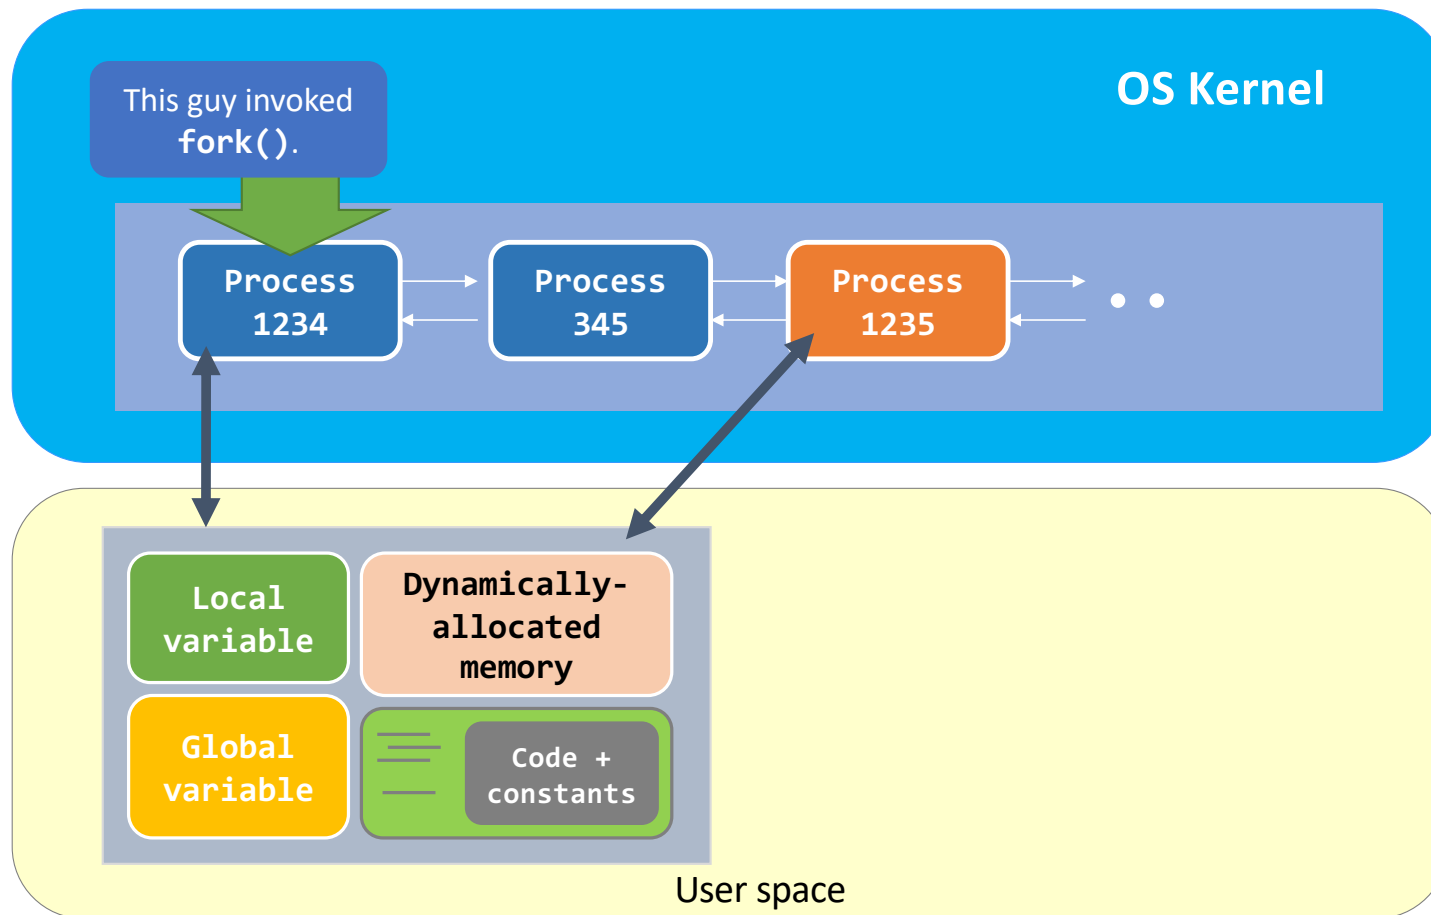 OS Kernel
This guy invoked
fork().
Process
1234
Process
345
Process
1235
Local
variable
Dynamically-
allocated
memory
Global
variable
Code +
constants
User space